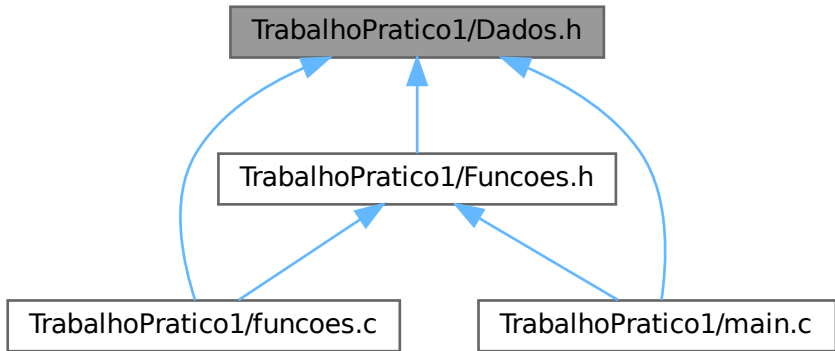 TrabalhoPratico1/Dados.h
TrabalhoPratico1/Funcoes.h
TrabalhoPratico1/funcoes.c
TrabalhoPratico1/main.c